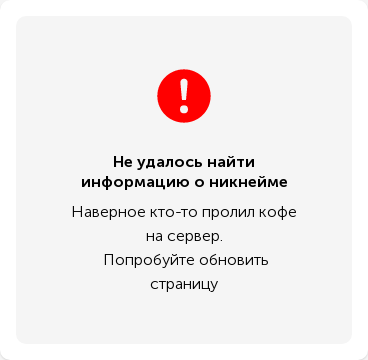 Не удалось найти
информацию о никнейме
Наверное кто-то пролил кофе
на сервер.
Попробуйте обновить
страницу